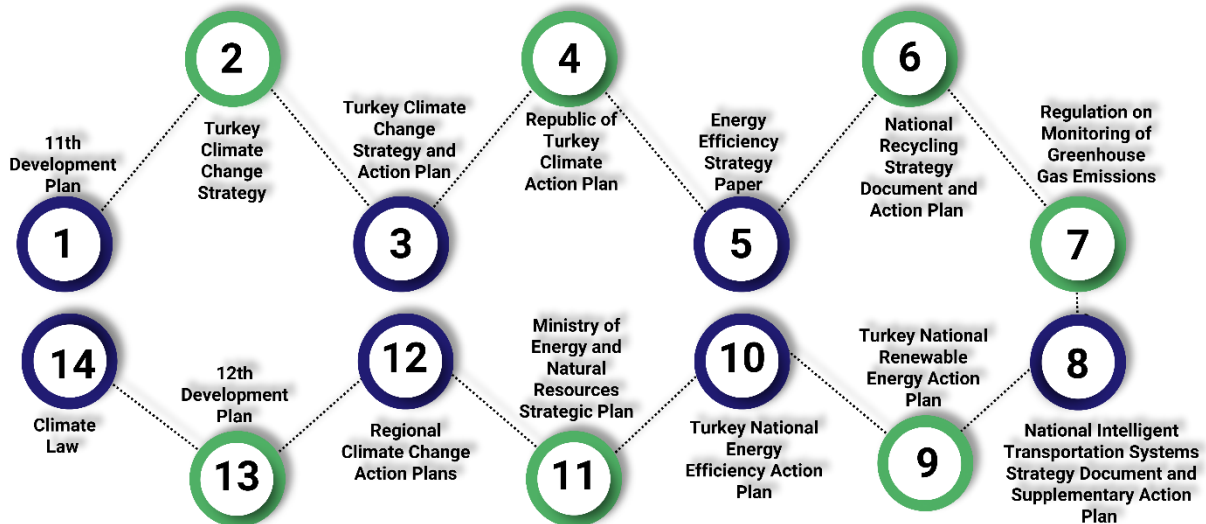 1
11th
Development
Plan
2
Turkey
Climate
Change
Strategy
3
Turkey Climate
Change
Strategy and
Action Plan
4
Republic of
Turkey
Climate
Action Plan
5
Energy
Efficiency
Strategy
Paper
6
National
Recycling
Strategy
Document and
Action Plan
7
Regulation on
Monitoring of
Greenhouse
Gas Emissions
8
National Intelligent
Transportation Systems
Strategy Document and
Supplementary Action
Plan
9
Turkey National
Renewable
Energy Action
Plan
10
Turkey National
Energy
Efficiency Action
Plan
11
Ministry of
Energy and
Natural
Resources
Strategic Plan
12
Regional
Climate Change
Action Plans
13
12th
Development
Plan
14
Climate
Law